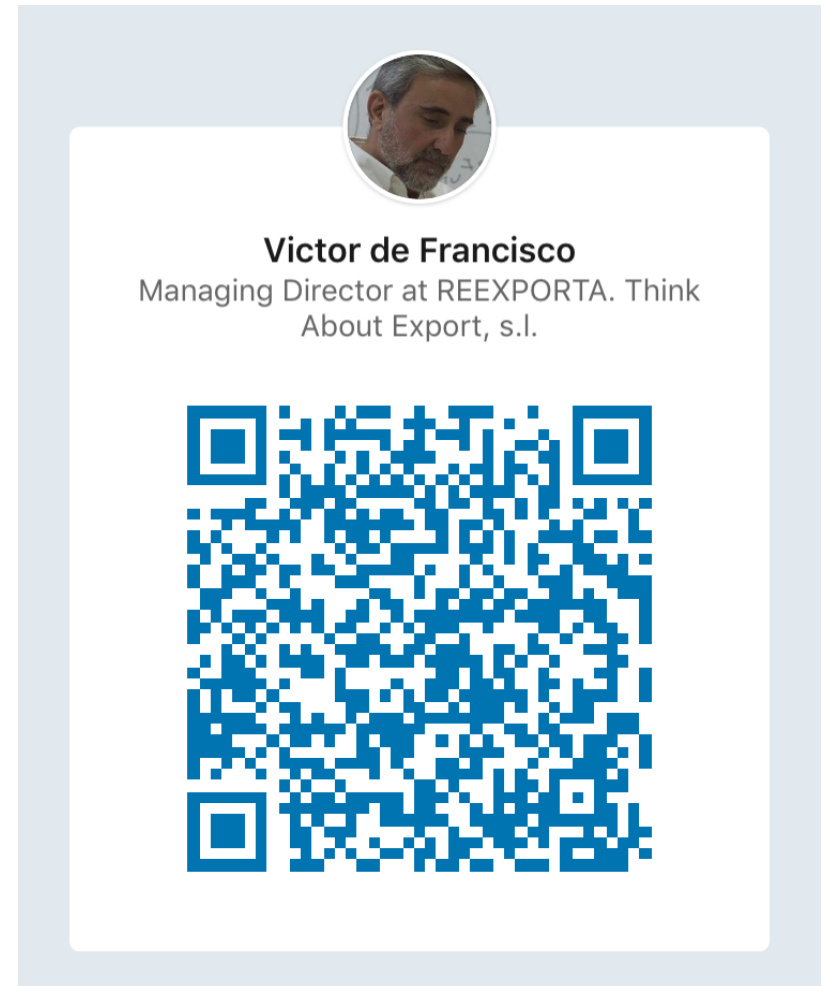 Victor de Francisco
Managing Director at REEXPORTA. Think
About Export, s.l.